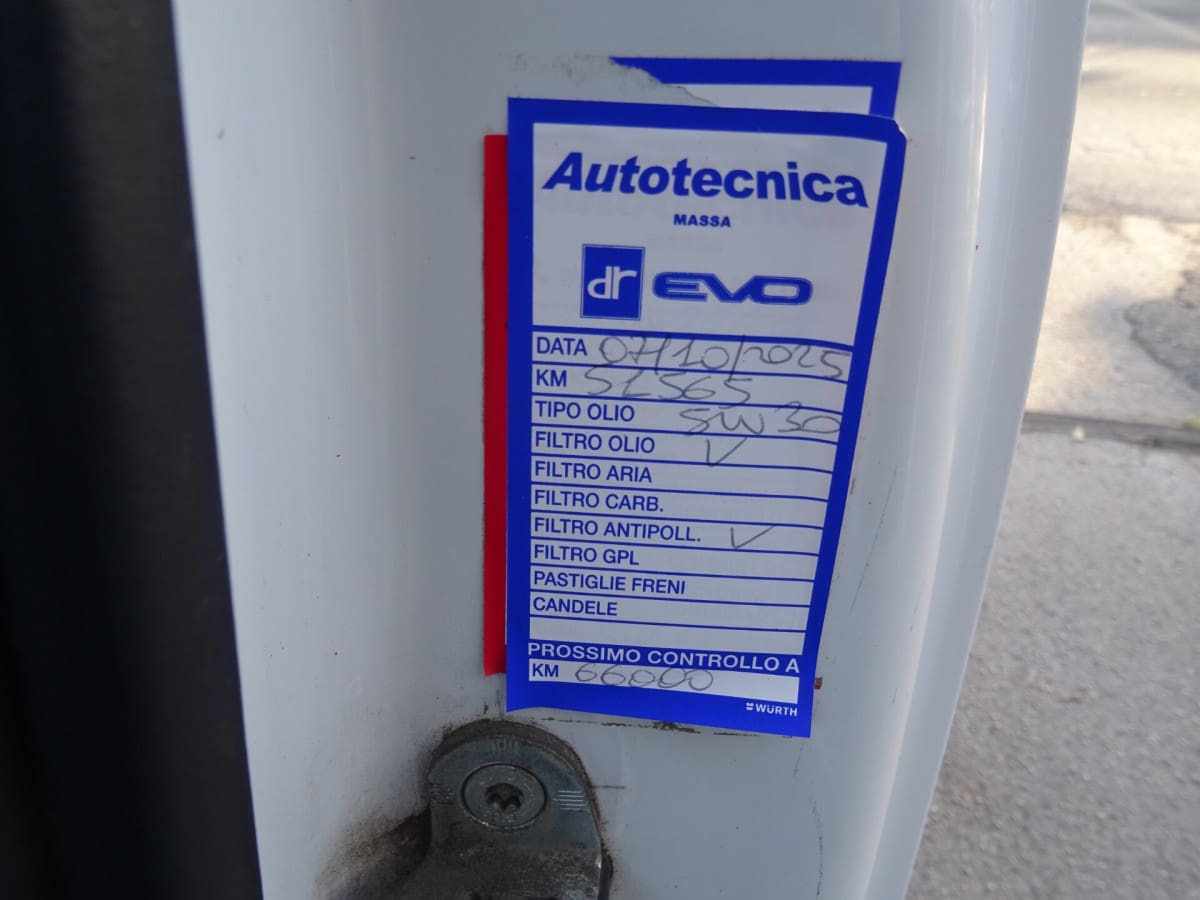 Autotecnica
MASSA
dr EVO
DATA 07/10/2025
KM
TIPO OLIO 5W30
FILTRO OLIO V
FILTRO ARIA
FILTRO CARB.
FILTRO ANTIPOLL. V
FILTRO GPL
PASTIGLIE FRENI
CANDELE
PROSSIMO CONTROLLO A
KM 66000
WÜRTH